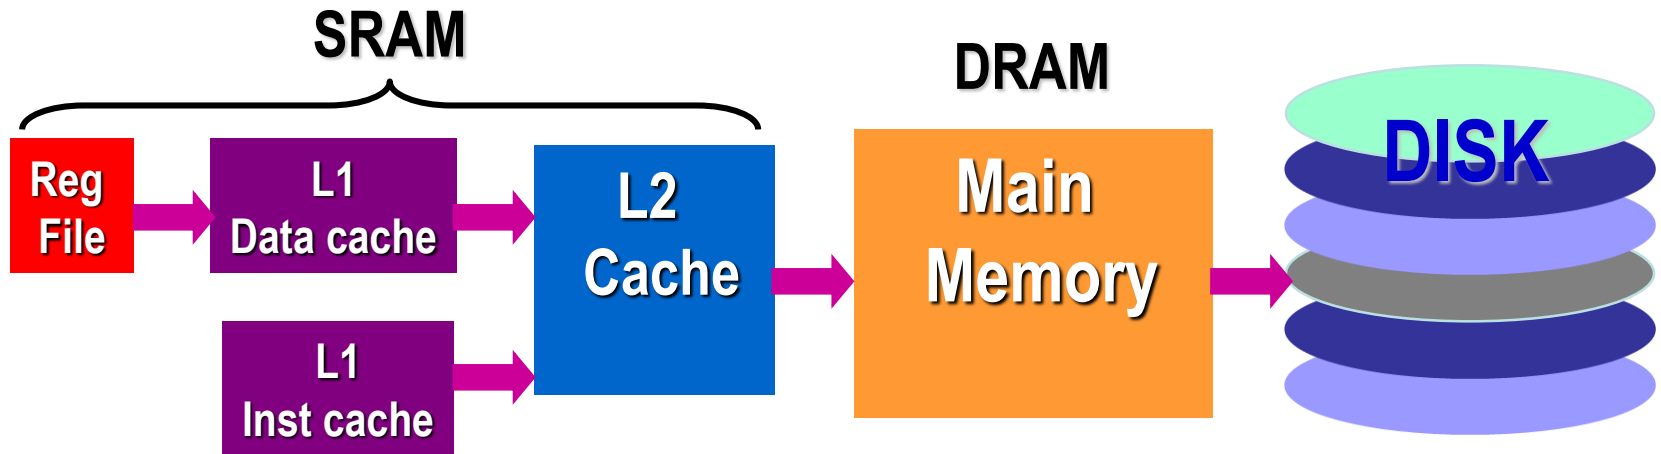 SRAM
DRAM
Reg
File
L1
Data cache
L2
Cache
Main
Memory
DISK
L1
Inst cache